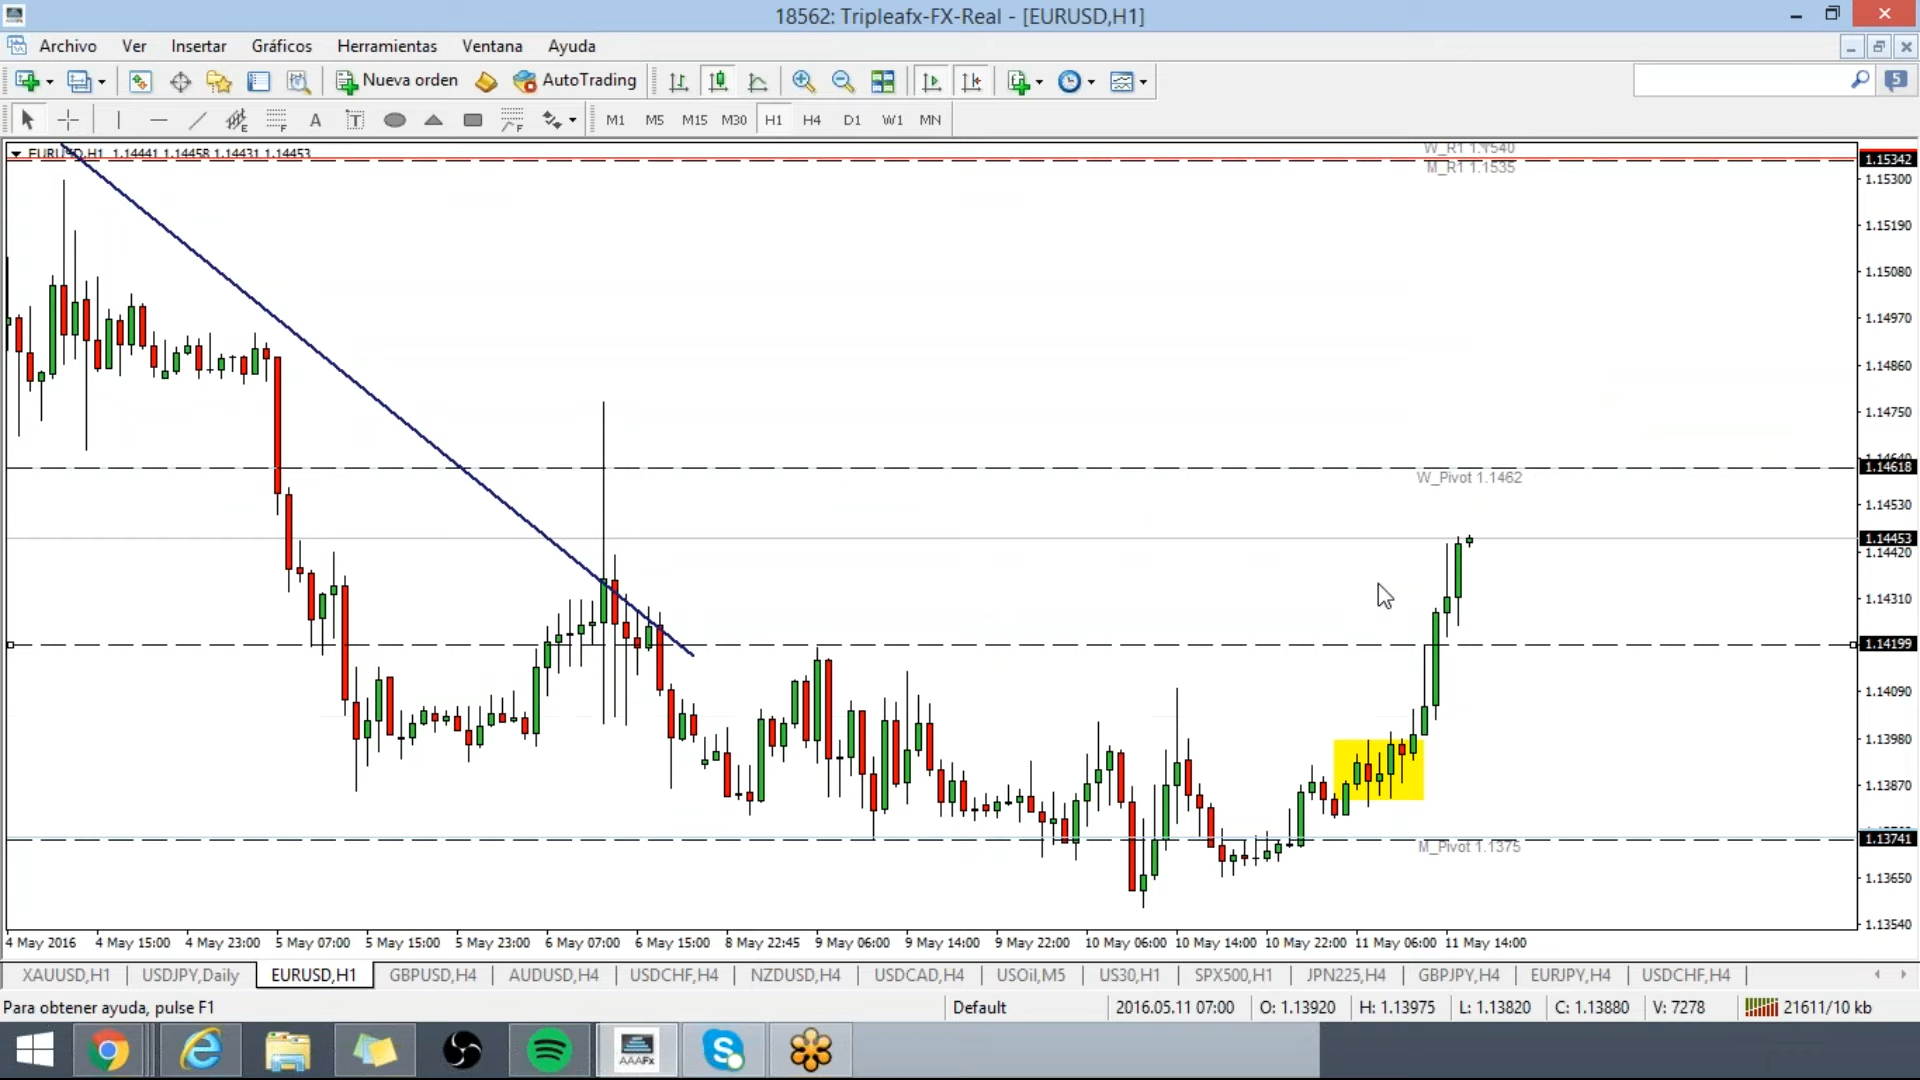 18562: Tripleafx-FX-Real - [EURUSD,H1]
Archivo Ver Insertar Gráficos Herramientas Ventana Ayuda
Nueva orden AutoTrading 5
E F A T F M1 M5 M15 M30 H1 H4 D1 W1 MN
EURUSD,H1 1.14441 1.14458 1.14431 1.14453
W_R1 1.1540
M_R1 1.1535
1.15342
1.15300
1.15190
1.15080
1.14970
1.14860
1.14750
1.14640
1.14618
W_Pivot 1.1462
1.14530
1.14453
1.14420
1.14310
1.14199
1.14090
1.13980
1.13870
1.13741
M_Pivot 1.1375
1.13650
1.13540
4 May 2016 4 May 15:00 4 May 23:00 5 May 07:00 5 May 15:00 5 May 23:00 6 May 07:00 6 May 15:00 8 May 22:45 9 May 06:00 9 May 14:00 9 May 22:00 10 May 06:00 10 May 14:00 10 May 22:00 11 May 06:00 11 May 14:00
XAUUSD,H1 USDJPY,Daily EURUSD,H1 GBPUSD,H4 AUDUSD,H4 USDCHF,H4 NZDUSD,H4 USDCAD,H4 USOil,M5 US30,H1 SPX500,H1 JPN225,H4 GBPJPY,H4 EURJPY,H4 USDCHF,H4
Para obtener ayuda, pulse F1 Default 2016.05.11 07:00 O: 1.13920 H: 1.13975 L: 1.13820 C: 1.13880 V: 7278 21611/10 kb
AAAFx